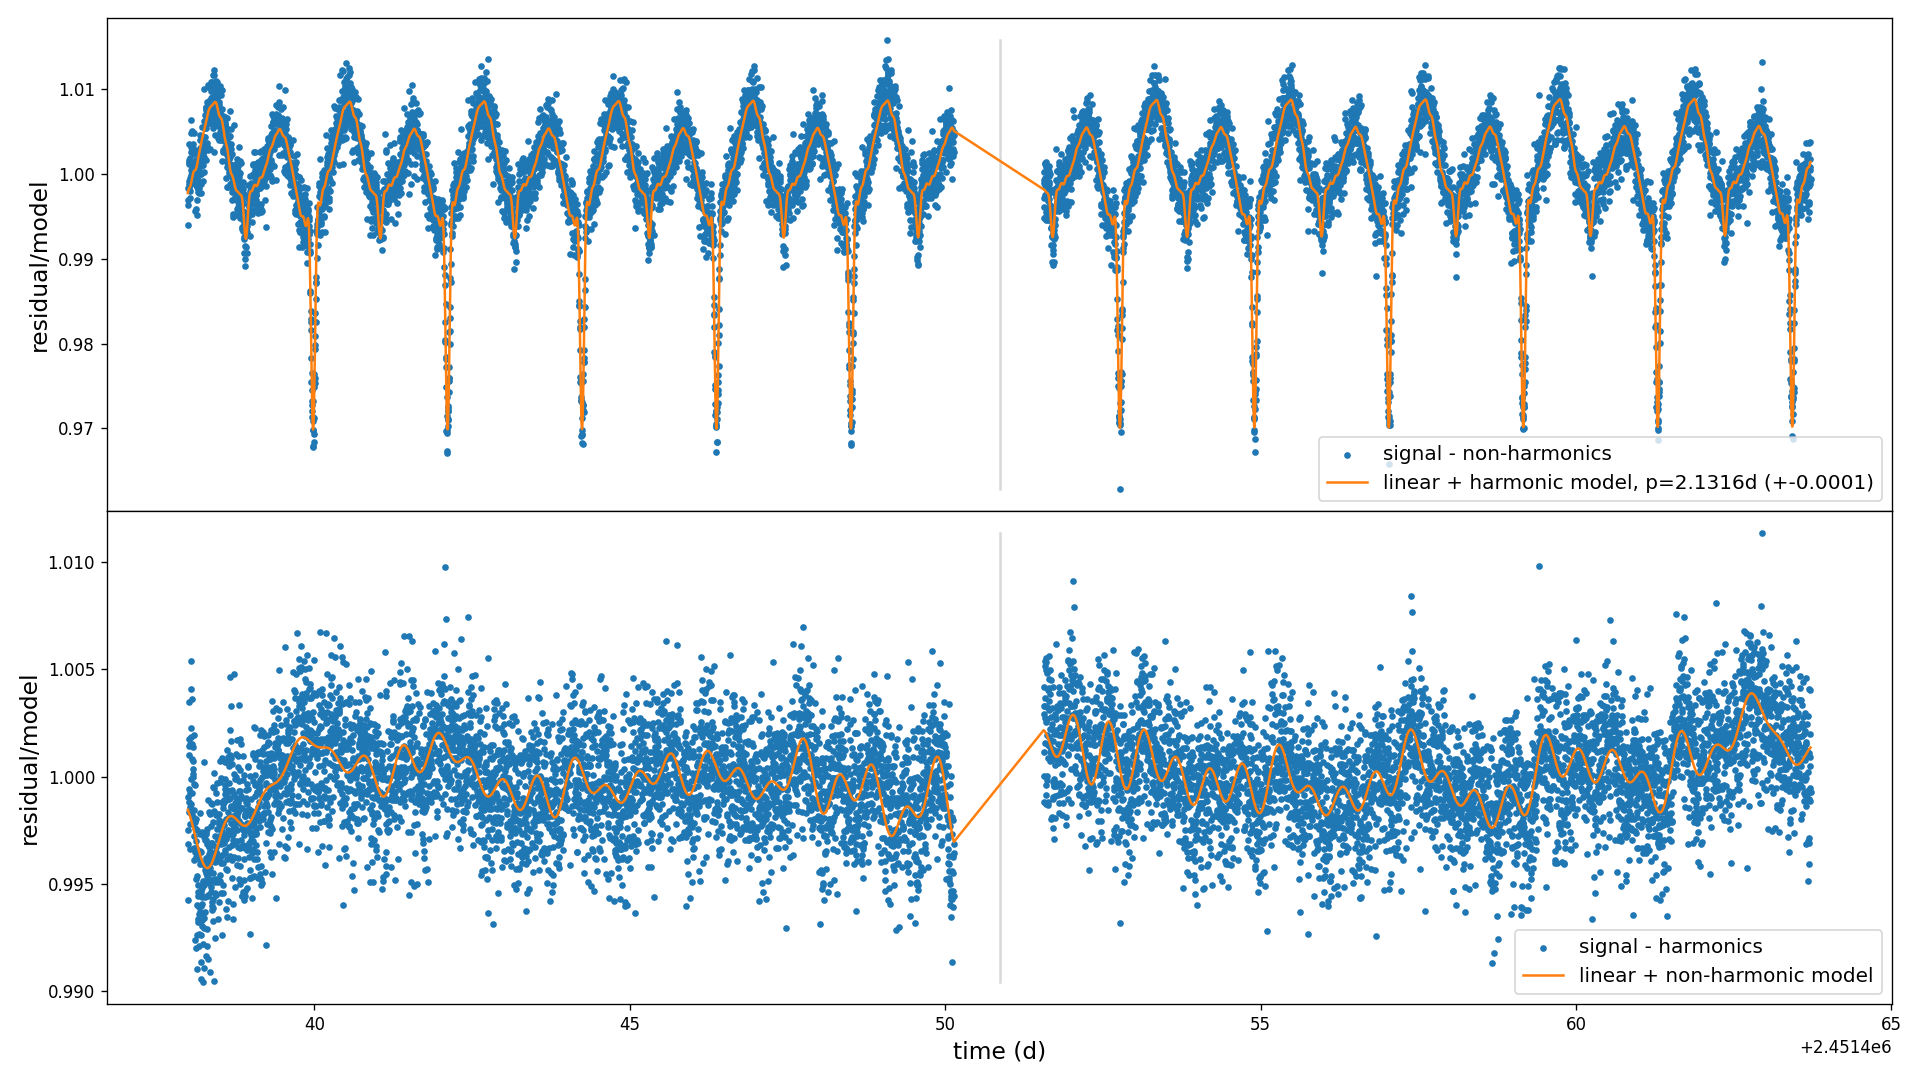 residual/model
1.01
1.00
0.99
0.98
0.97
signal - non-harmonics
linear + harmonic model, p=2.1316d (+-0.0001)
residual/model
1.010
1.005
1.000
0.995
0.990
signal - harmonics
linear + non-harmonic model
40 45 50 55 60 65
time (d)
+2.4514e6